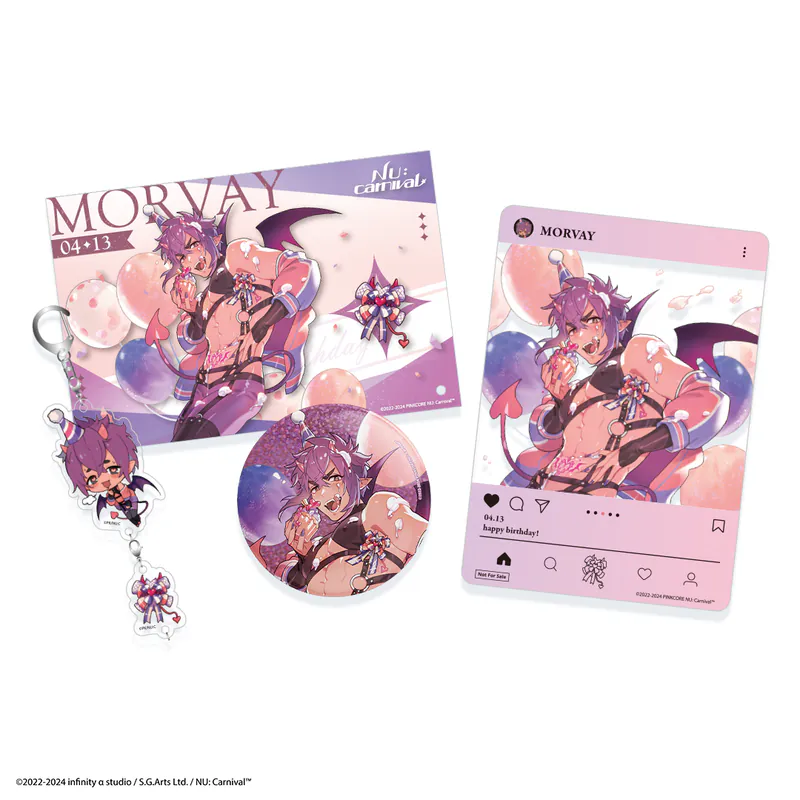 MORVAY
04✦13
NU:
carnival
©2022-2024 PINKCORE NU: Carnival™
MORVAY
04.13
happy birthday!
Not For Sale
©2022-2024 PINKCORE NU: Carnival™
©2022-2024 infinity α studio / S.G.Arts Ltd. / NU: Carnival™